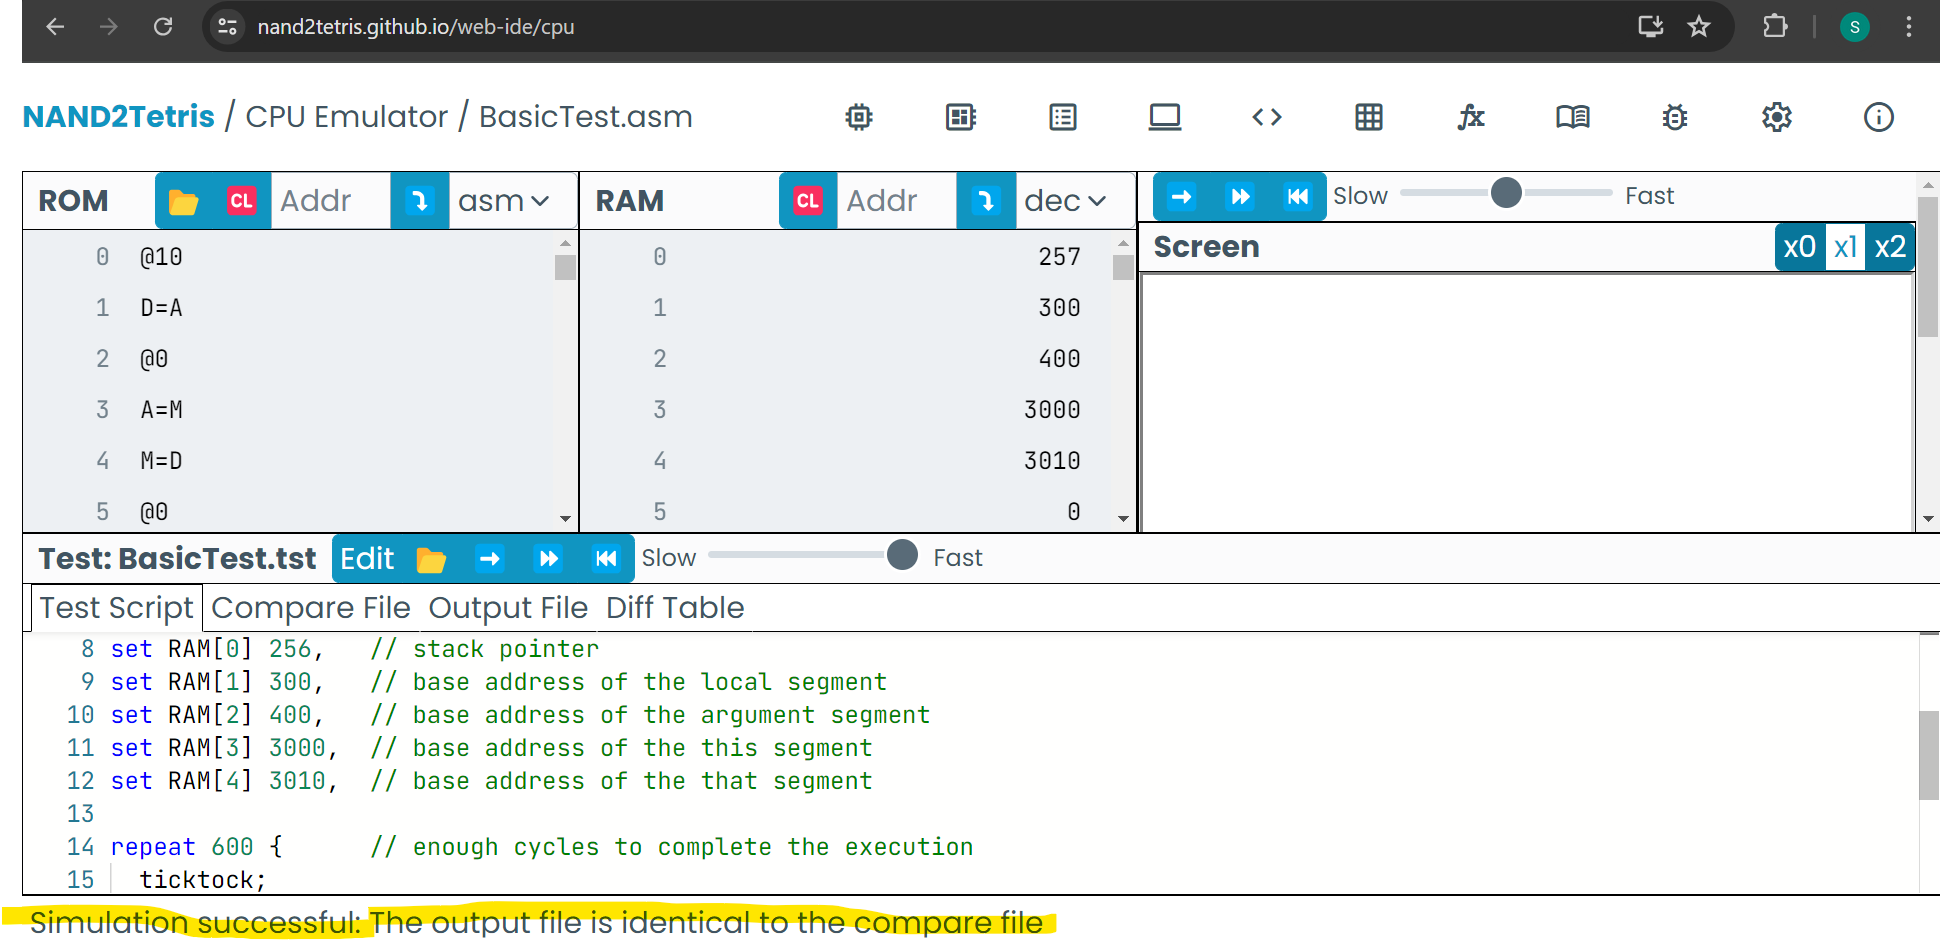 nand2tetris.github.io/web-ide/cpu
S
NAND2Tetris / CPU Emulator / BasicTest.asm
ROM CL Addr asm
RAM CL Addr dec
Slow Fast
0 @10
1 D=A
2 @0
3 A=M
4 M=D
5 @0
0 257
1 300
2 400
3 3000
4 3010
5 0
Screen x0 x1 x2
Test: BasicTest.tst Edit Slow Fast
Test Script Compare File Output File Diff Table
8 set RAM[0] 256, // stack pointer
9 set RAM[1] 300, // base address of the local segment
10 set RAM[2] 400, // base address of the argument segment
11 set RAM[3] 3000, // base address of the this segment
12 set RAM[4] 3010, // base address of the that segment
13
14 repeat 600 { // enough cycles to complete the execution
15 ticktock;
Simulation successful: The output file is identical to the compare file